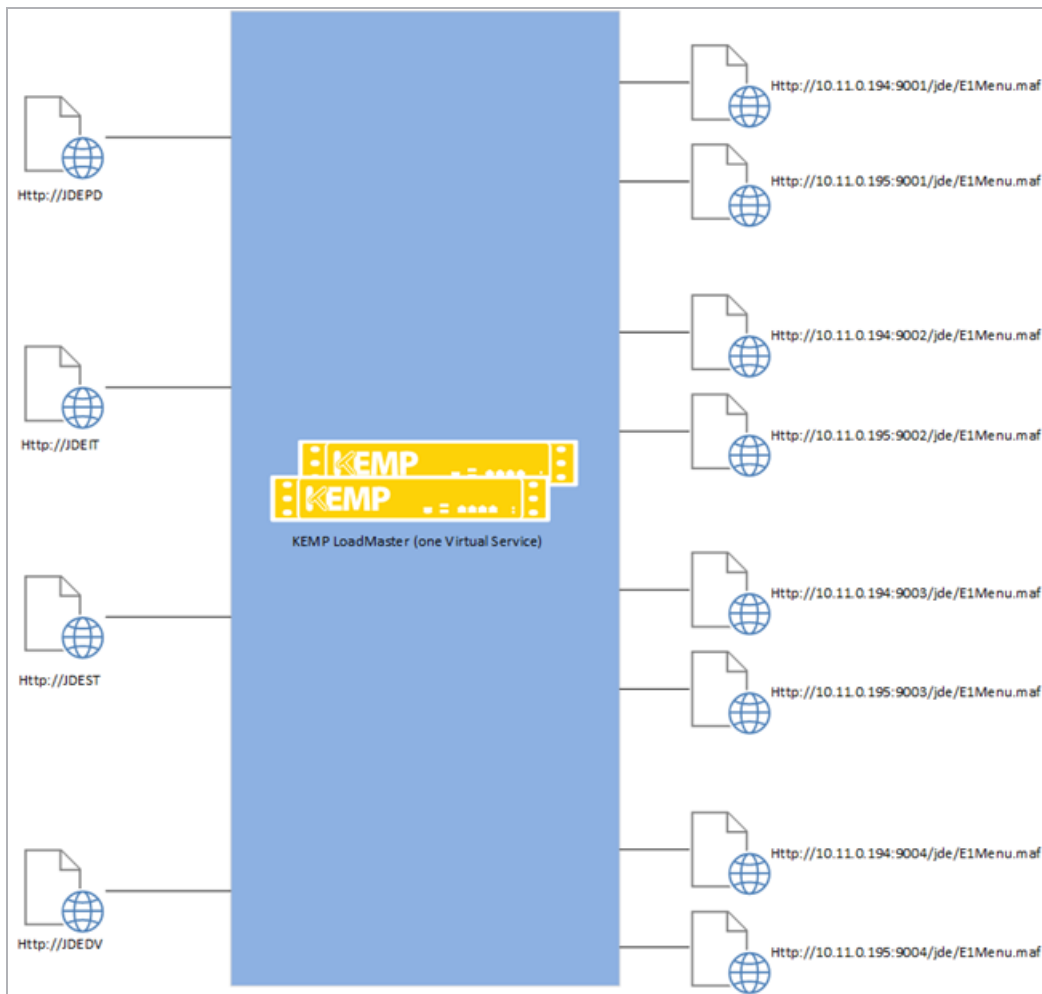 Http://JDEPD
Http://JDEIT
Http://JDEST
Http://JDEDV
KEMP
KEMP
KEMP LoadMaster (one Virtual Service)
Http://10.11.0.194:9001/jde/E1Menu.maf
Http://10.11.0.195:9001/jde/E1Menu.maf
Http://10.11.0.194:9002/jde/E1Menu.maf
Http://10.11.0.195:9002/jde/E1Menu.maf
Http://10.11.0.194:9003/jde/E1Menu.maf
Http://10.11.0.195:9003/jde/E1Menu.maf
Http://10.11.0.194:9004/jde/E1Menu.maf
Http://10.11.0.195:9004/jde/E1Menu.maf